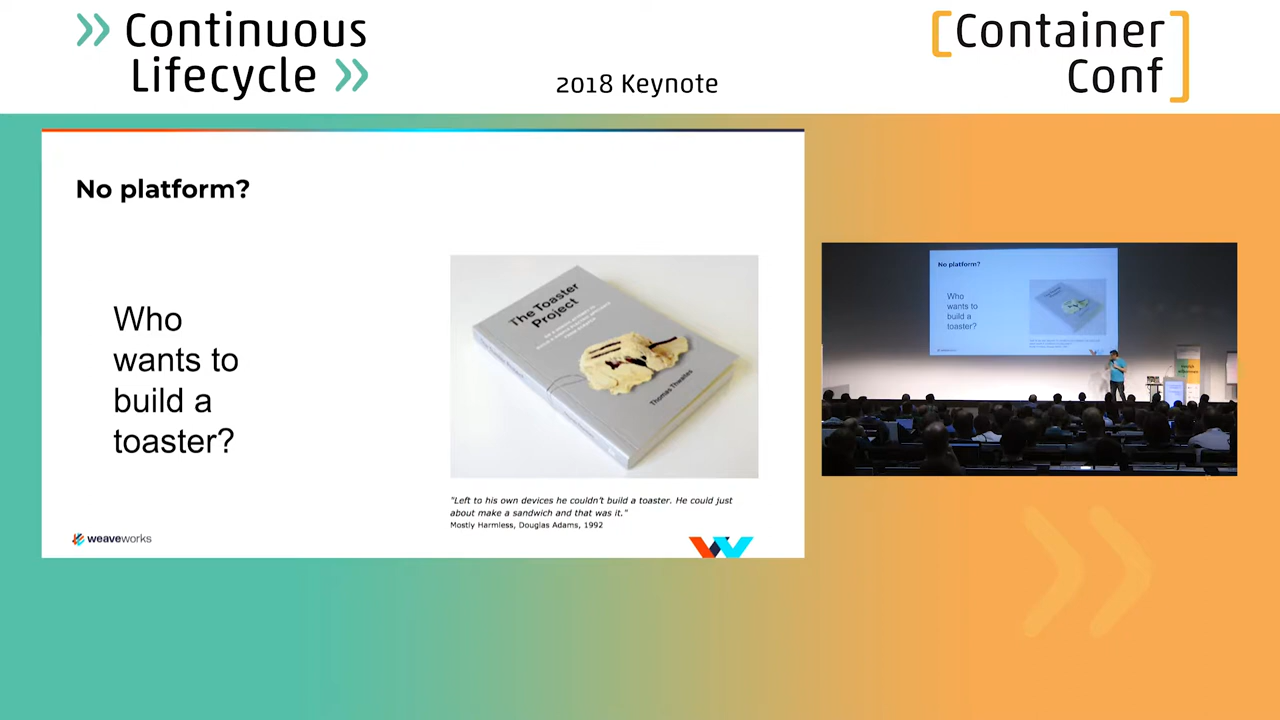 Continuous
Lifecycle
2018 Keynote
[Container
Conf]
No platform?
Who
wants to
build a
toaster?
The Toaster
Project
Thomas Thwaites
"Left to his own devices he couldn't build a toaster. He could just
about make a sandwich and that was it."
Mostly Harmless, Douglas Adams, 1992
weaveworks
No platform?
Who
wants to
build a
toaster?